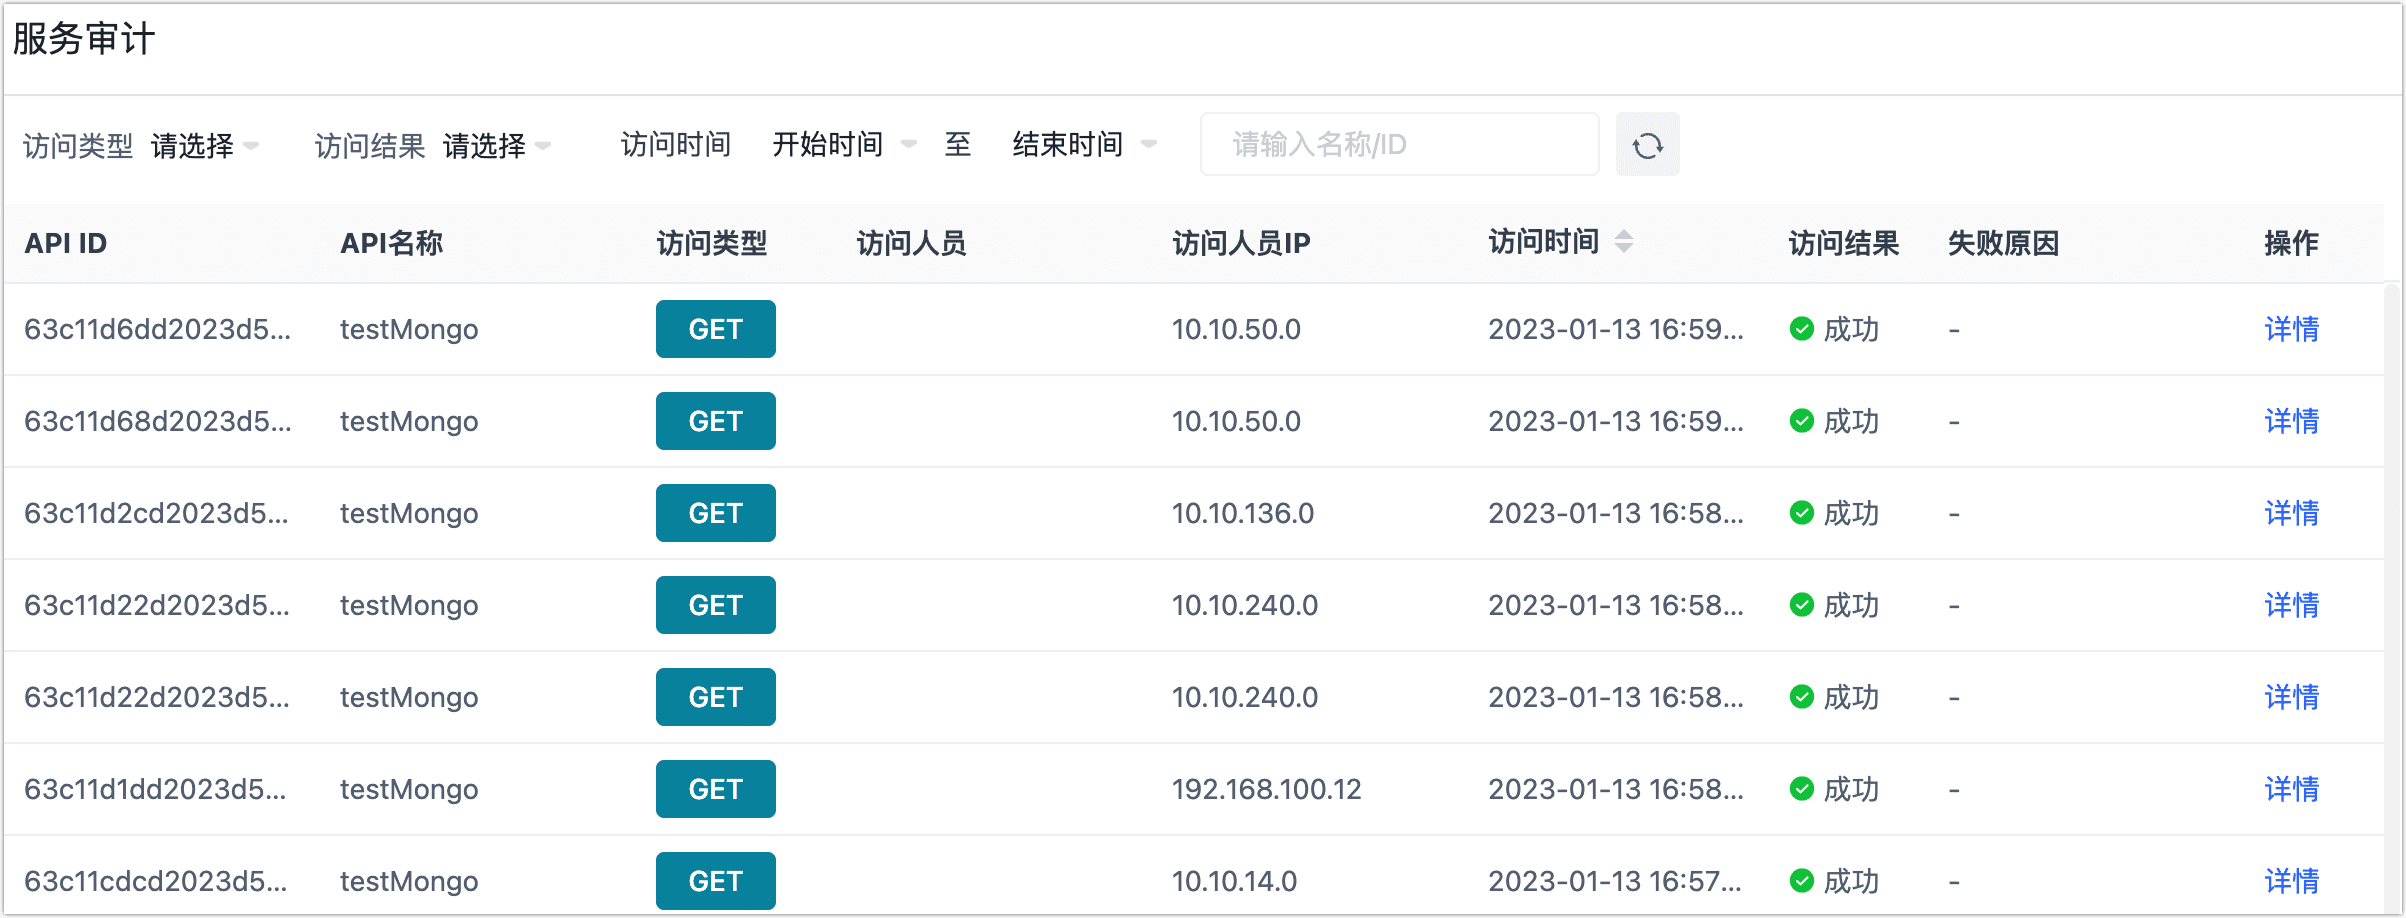 服务审计
访问类型 请选择 访问结果 请选择 访问时间 开始时间 至 结束时间 请输入名称/ID
API ID API名称 访问类型 访问人员 访问人员IP 访问时间 访问结果 失败原因 操作
63c11d6dd2023d5... testMongo GET 10.10.50.0 2023-01-13 16:59... 成功 - 详情
63c11d68d2023d5... testMongo GET 10.10.50.0 2023-01-13 16:59... 成功 - 详情
63c11d2cd2023d5... testMongo GET 10.10.136.0 2023-01-13 16:58... 成功 - 详情
63c11d22d2023d5... testMongo GET 10.10.240.0 2023-01-13 16:58... 成功 - 详情
63c11d22d2023d5... testMongo GET 10.10.240.0 2023-01-13 16:58... 成功 - 详情
63c11d1dd2023d5... testMongo GET 192.168.100.12 2023-01-13 16:58... 成功 - 详情
63c11cdcd2023d5... testMongo GET 10.10.14.0 2023-01-13 16:57... 成功 - 详情